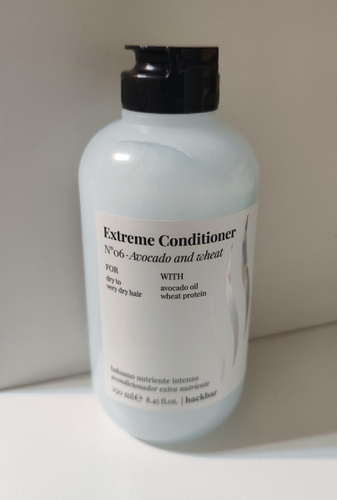 Extreme Conditioner
N°06-Avocado and wheat
FOR
dry to
very dry hair
WITH
avocado oil
wheat protein
balsamo nutriente intenso
acondicionador extra nutriente
250 ml℮ 8.45 fl.oz. | backbar